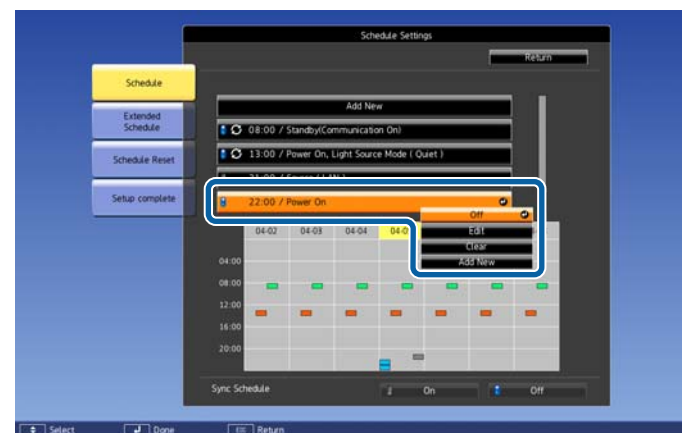 Schedule Settings
Return
Schedule
Extended
Schedule
Schedule Reset
Setup complete
Add New
08:00 / Standby(Communication On)
13:00 / Power On, Light Source Mode ( Quiet )
22:00 / Power On
Off
Edit
Clear
Add New
04-02 04-03 04-04
04:00
08:00
12:00
16:00
20:00
Sync Schedule On Off
Select Done Return